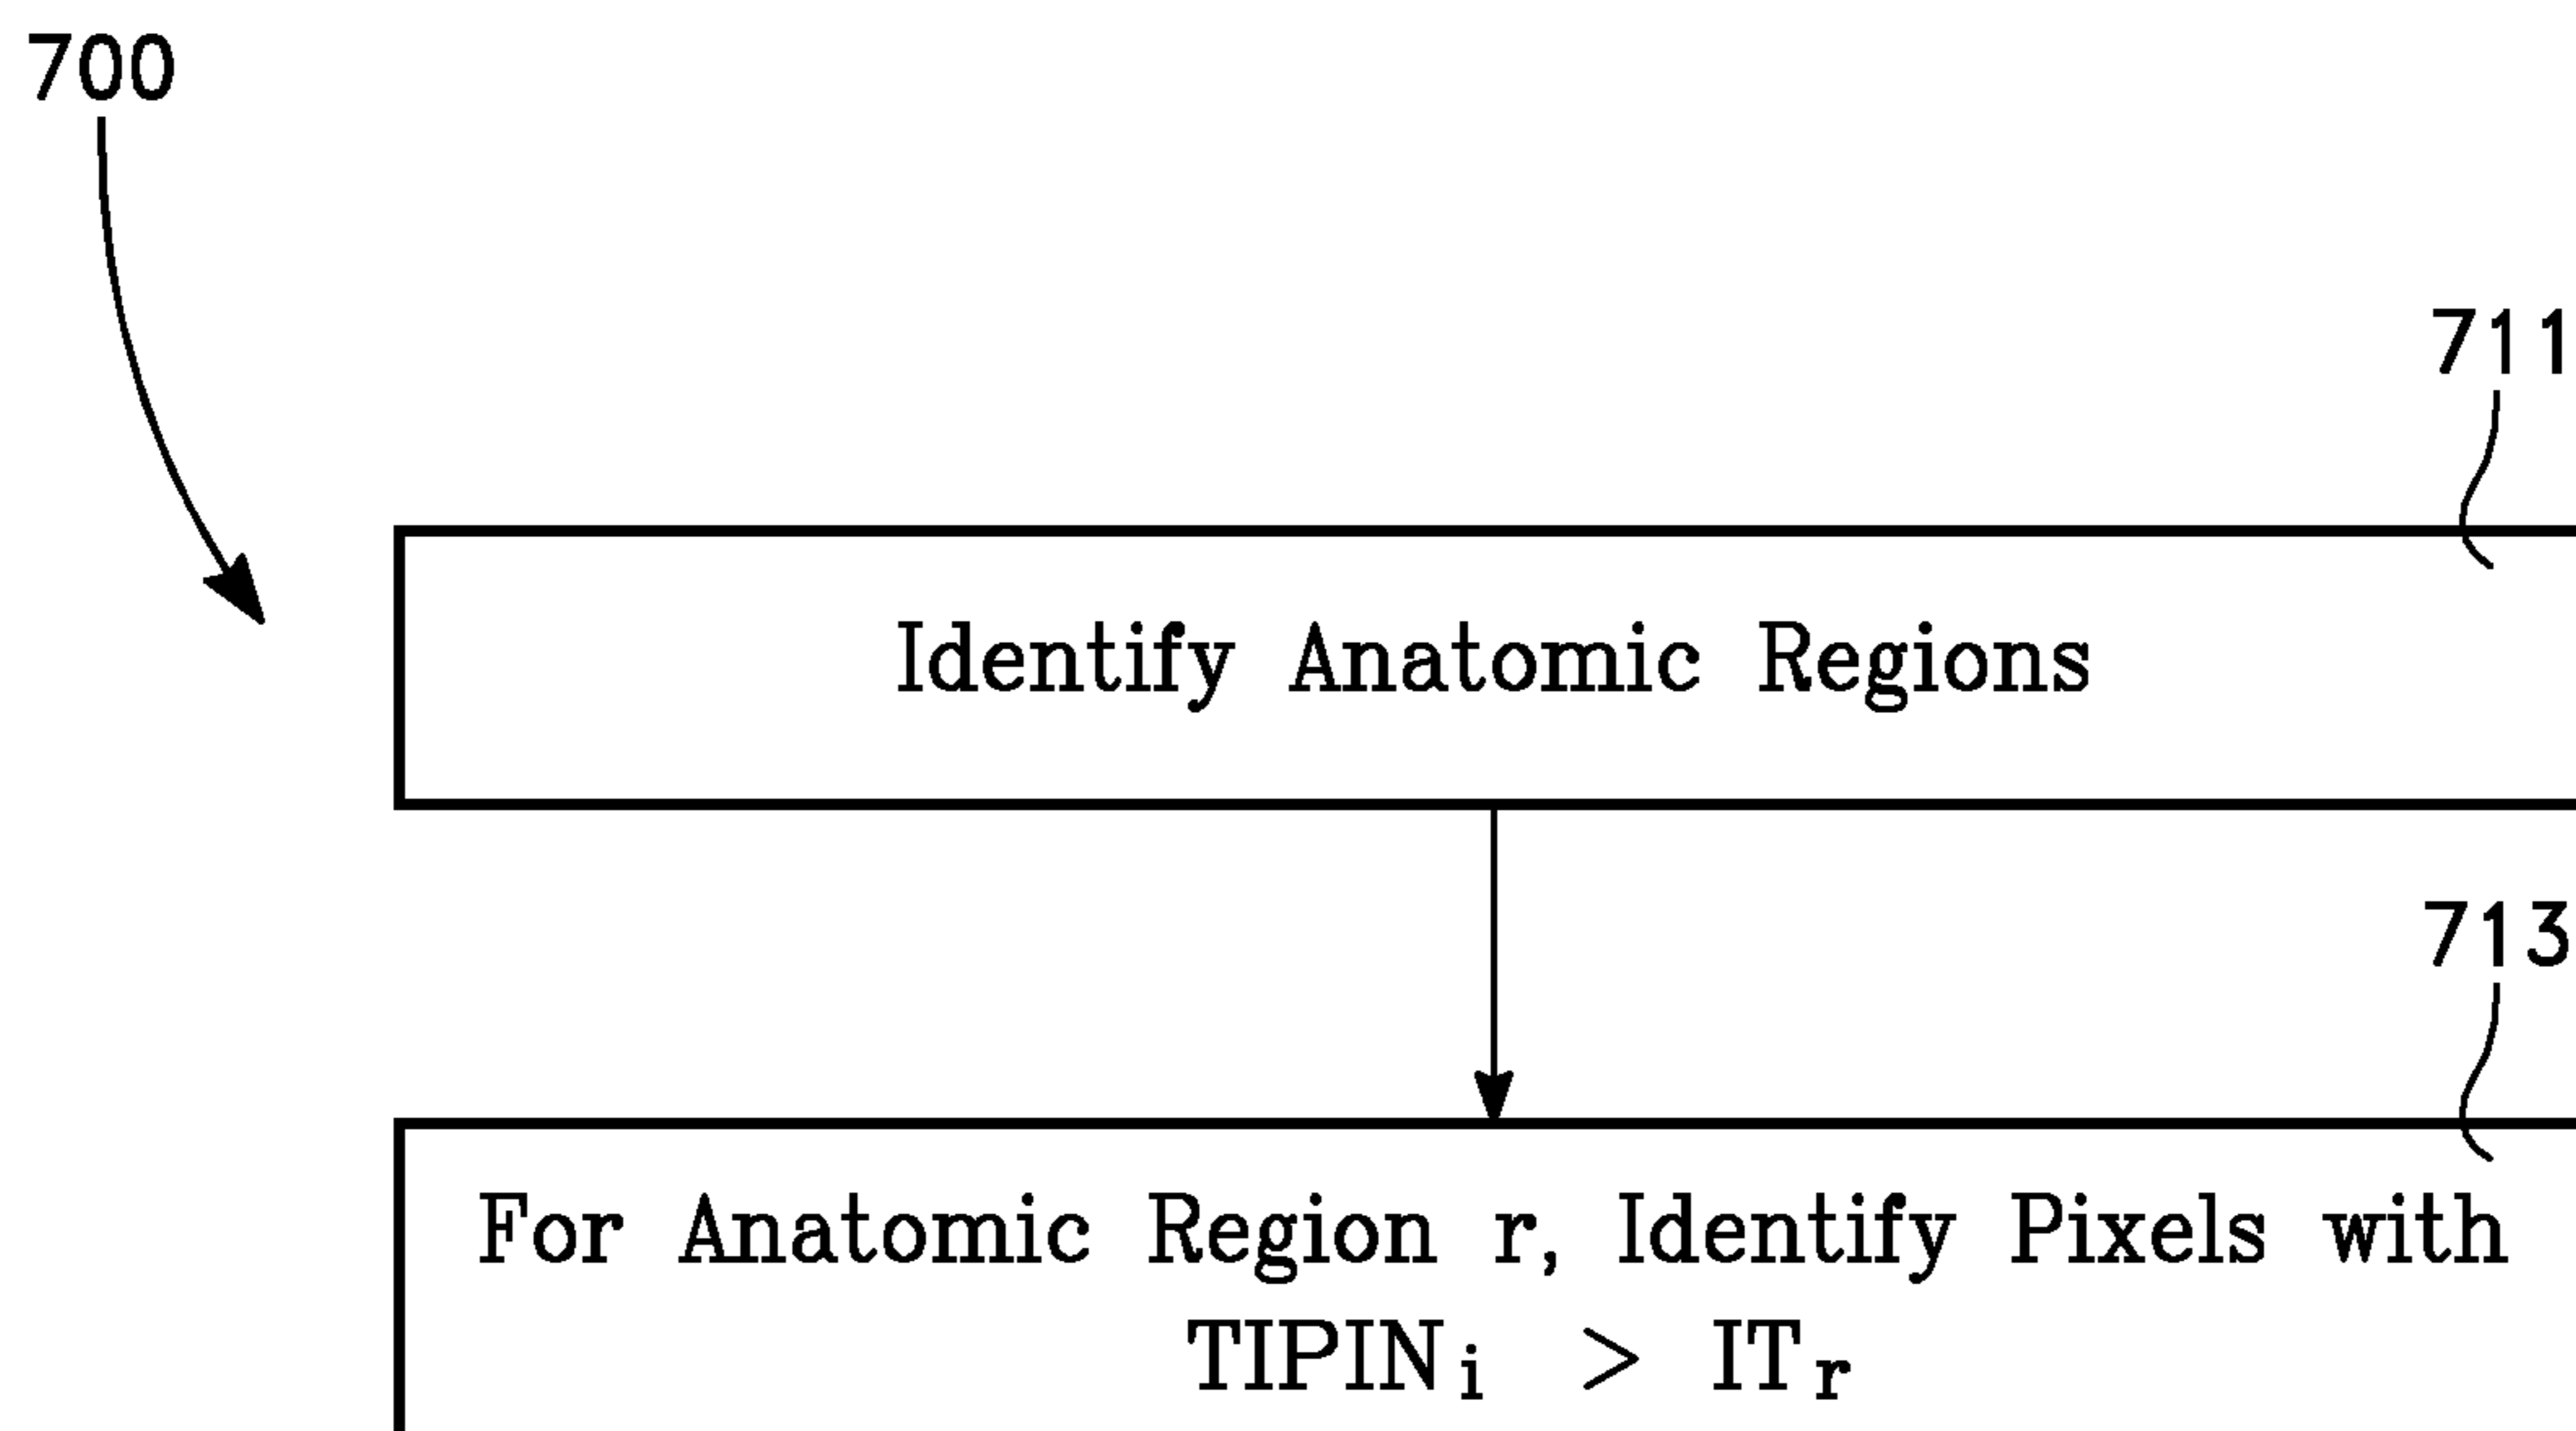 700
711
Identify Anatomic Regions
713
For Anatomic Region r, Identify Pixels with
TIPINi > ITr